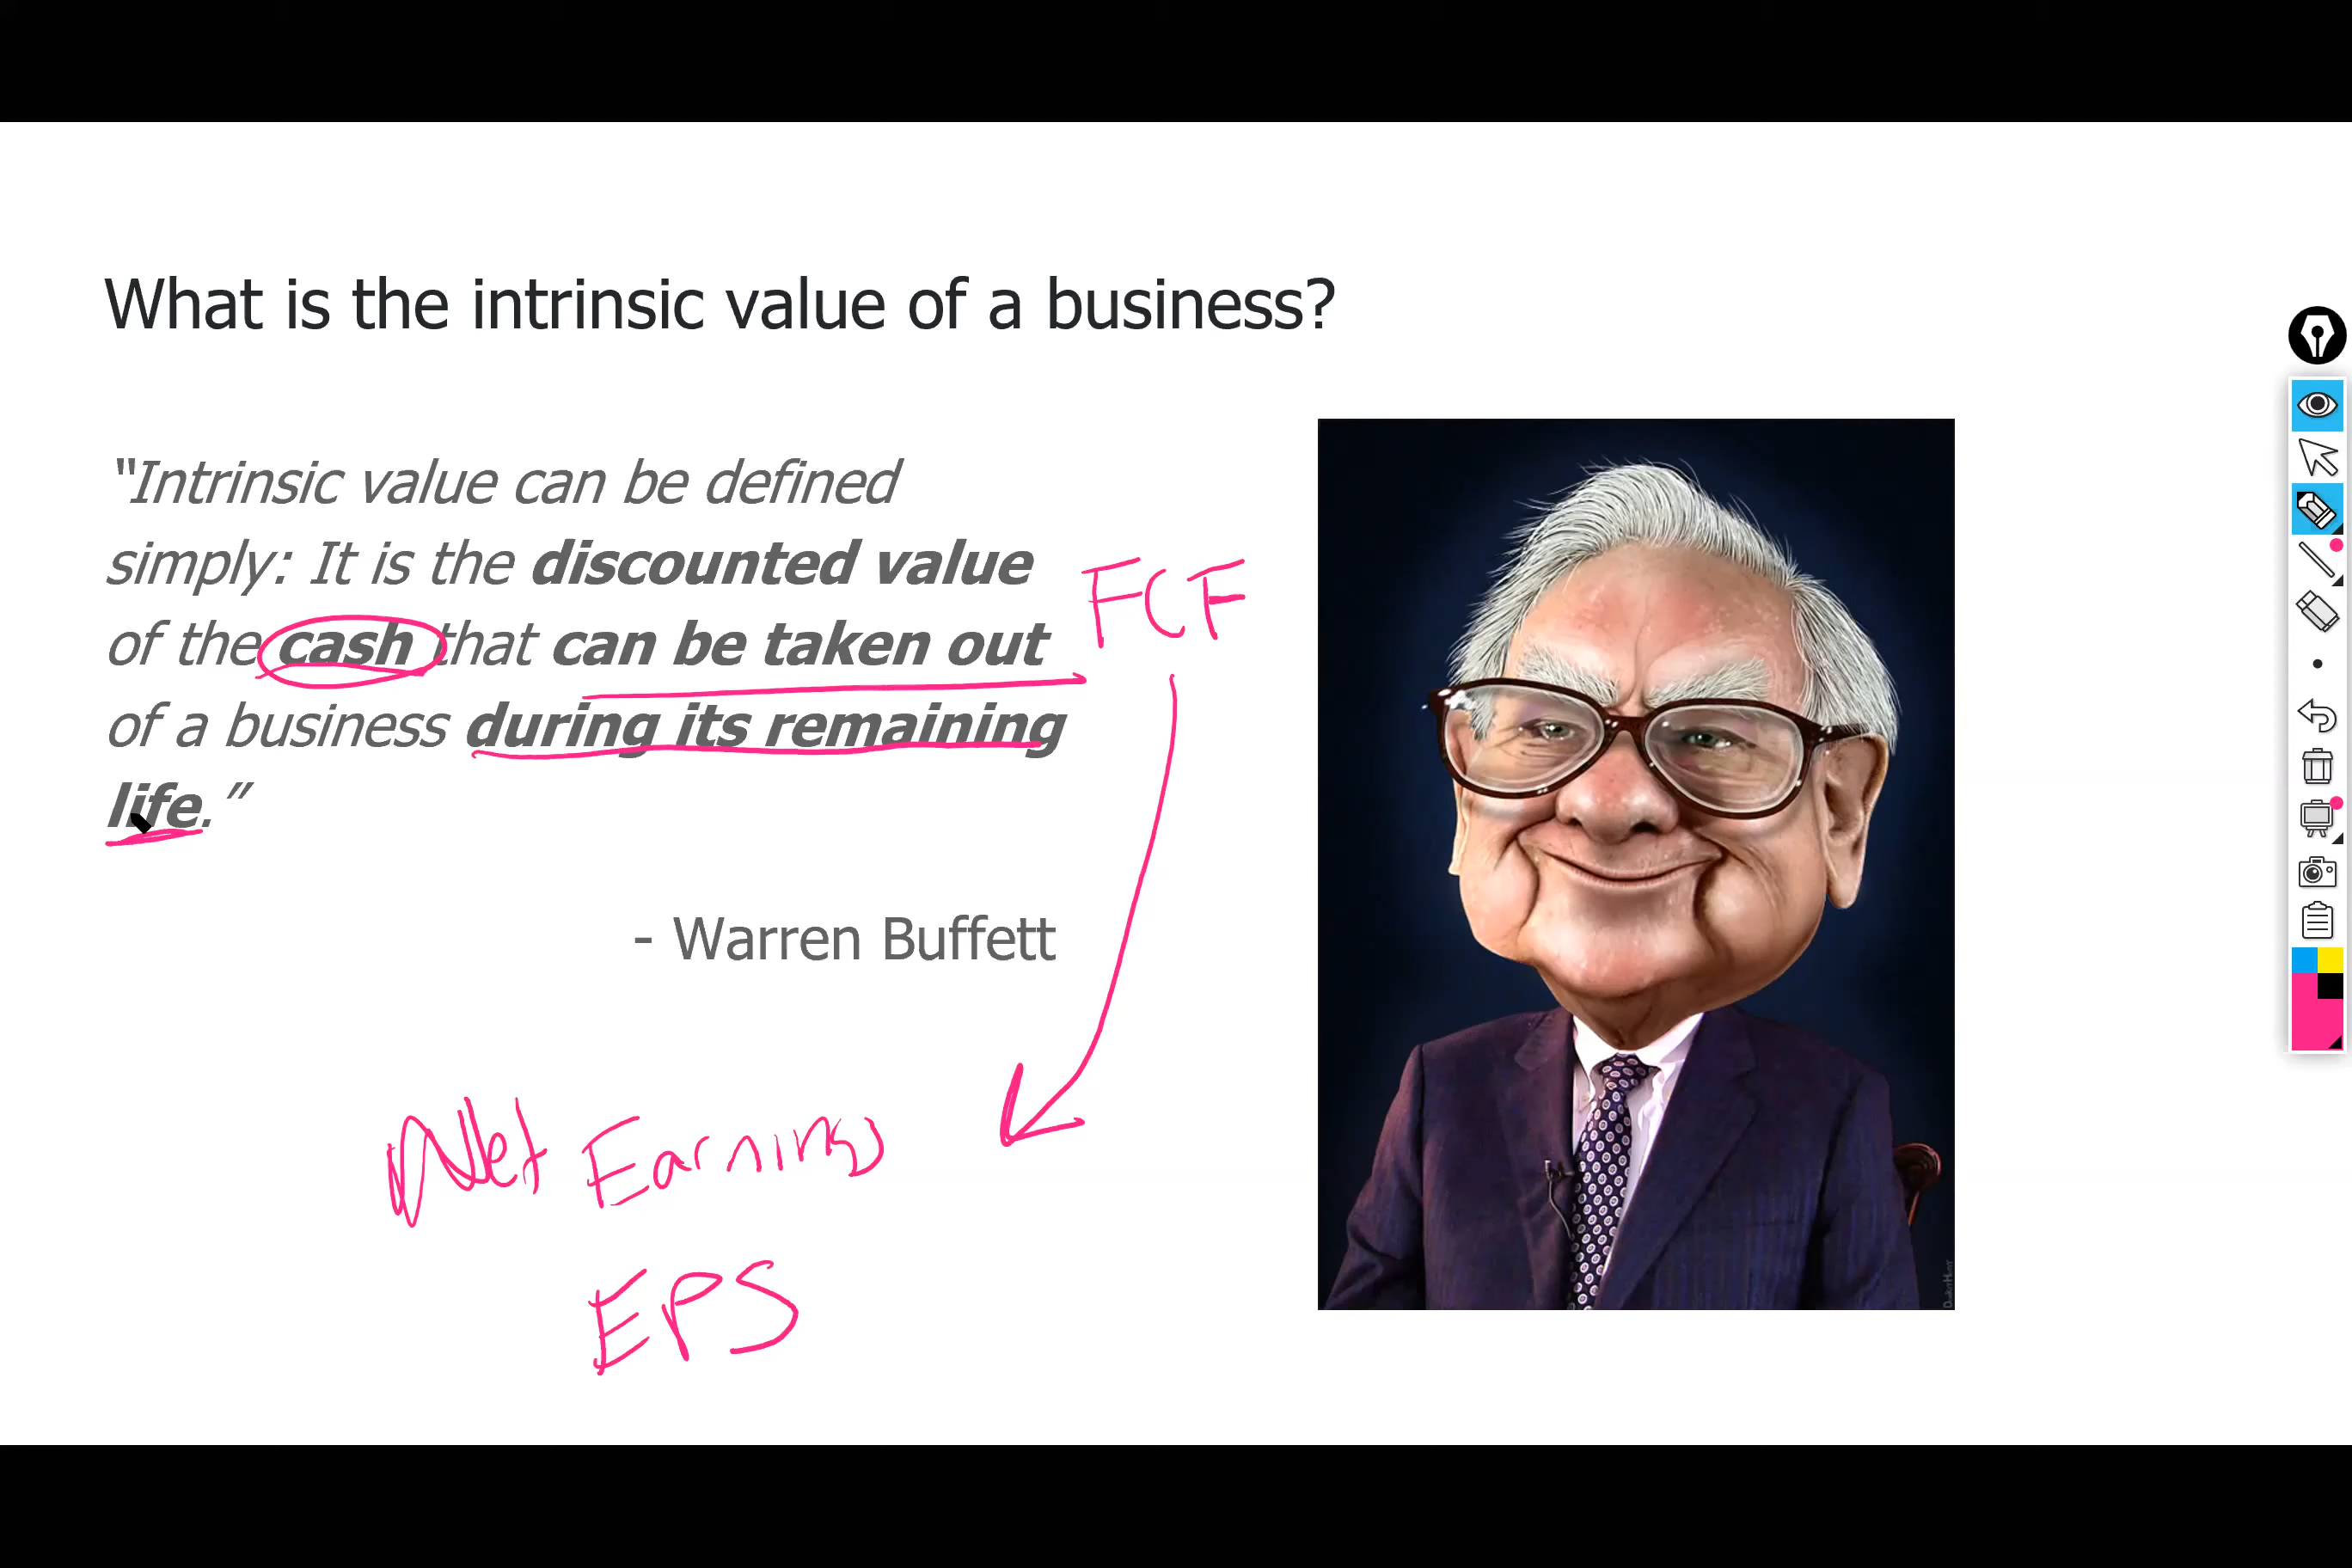 What is the intrinsic value of a business?
“Intrinsic value can be defined
simply: It is the discounted value
of the cash that can be taken out
of a business during its remaining
life.”
- Warren Buffett
FCF
Net Earnings
EPS